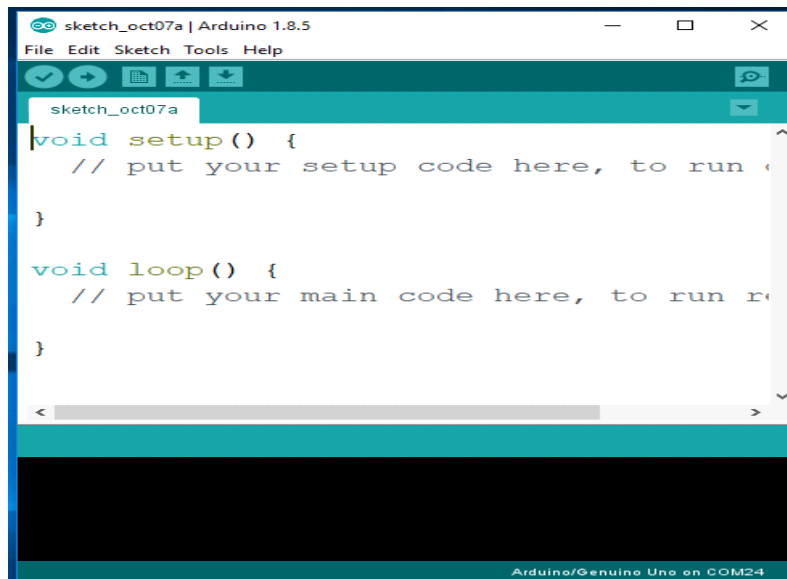 sketch_oct07a | Arduino 1.8.5
File Edit Sketch Tools Help
sketch_oct07a
void setup() {
  // put your setup code here, to run
}
void loop() {
  // put your main code here, to run
}
Arduino/Genuino Uno on COM24